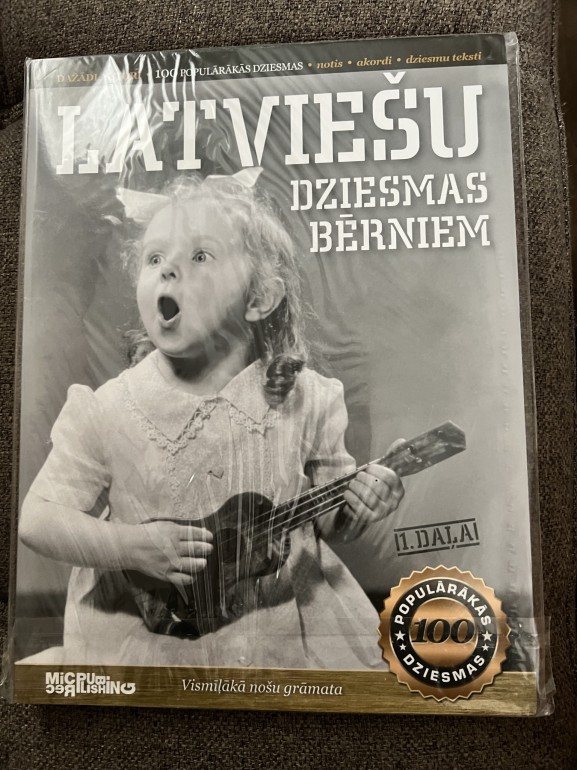 DAŽĀDI AUTORI • 100 POPULĀRĀKĀS DZIESMAS • notis • akordi • dziesmu teksti
LATVIEŠU
DZIESMAS
BĒRNIEM
1. DAĻA
POPULĀRĀKAS
100
DZIESMAS
Vismīļākā nošu grāmata